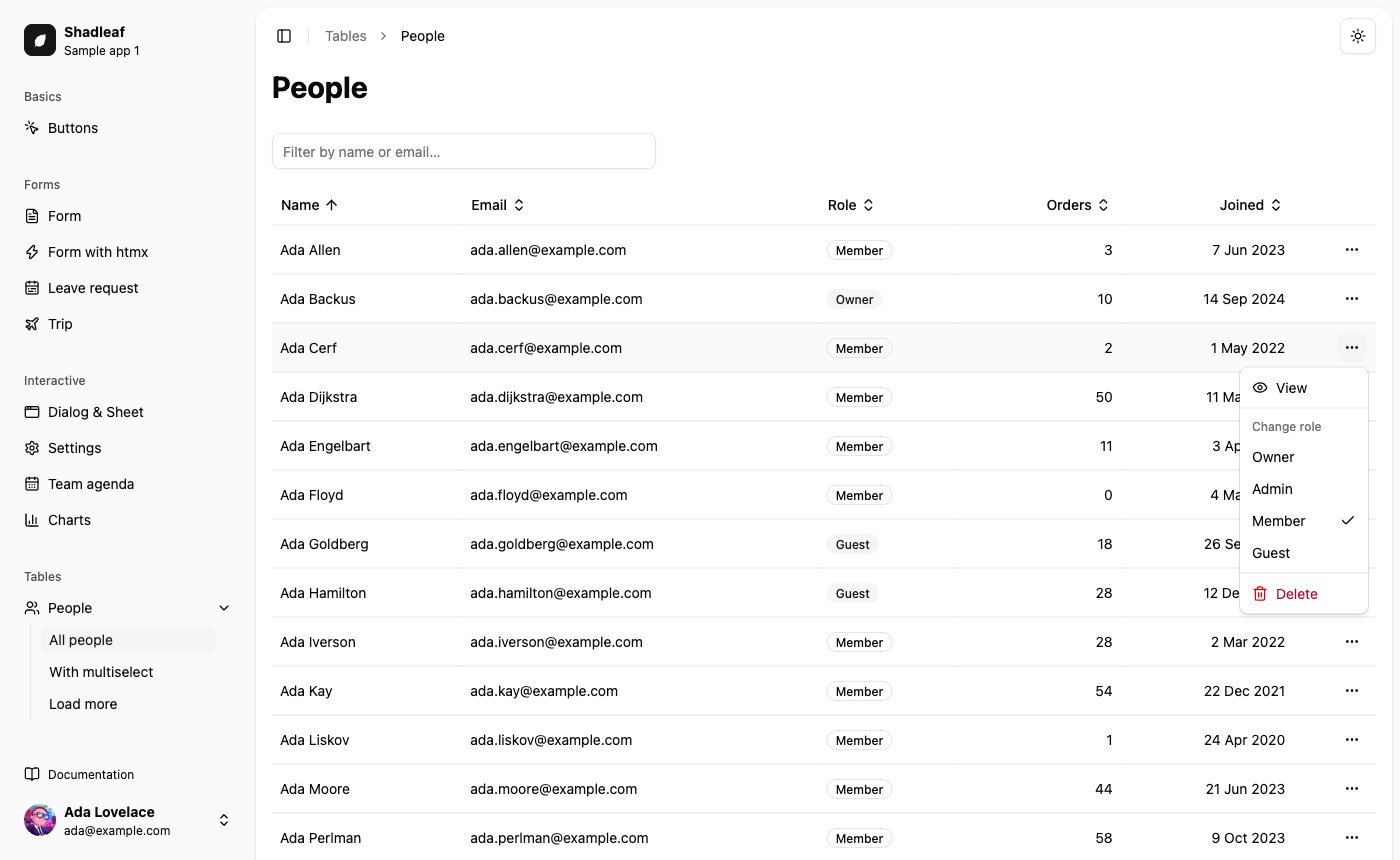 Shadleaf
Sample app 1
Basics
Buttons
Forms
Form
Form with htmx
Leave request
Trip
Interactive
Dialog & Sheet
Settings
Team agenda
Charts
Tables
People
All people
With multiselect
Load more
Documentation
Ada Lovelace
ada@example.com
Tables > People
People
Filter by name or email...
Name Email Role Orders Joined
Ada Allen ada.allen@example.com Member 3 7 Jun 2023
Ada Backus ada.backus@example.com Owner 10 14 Sep 2024
Ada Cerf ada.cerf@example.com Member 2 1 May 2022
Ada Dijkstra ada.dijkstra@example.com Member 50 11
Ada Engelbart ada.engelbart@example.com Member 11 3
Ada Floyd ada.floyd@example.com Member 0 4
Ada Goldberg ada.goldberg@example.com Guest 18 26
Ada Hamilton ada.hamilton@example.com Guest 28 12
Ada Iverson ada.iverson@example.com Member 28 2 Mar 2022
Ada Kay ada.kay@example.com Member 54 22 Dec 2021
Ada Liskov ada.liskov@example.com Member 1 24 Apr 2020
Ada Moore ada.moore@example.com Member 44 21 Jun 2023
Ada Perlman ada.perlman@example.com Member 58 9 Oct 2023
View
Change role
Owner
Admin
Member
Guest
Delete